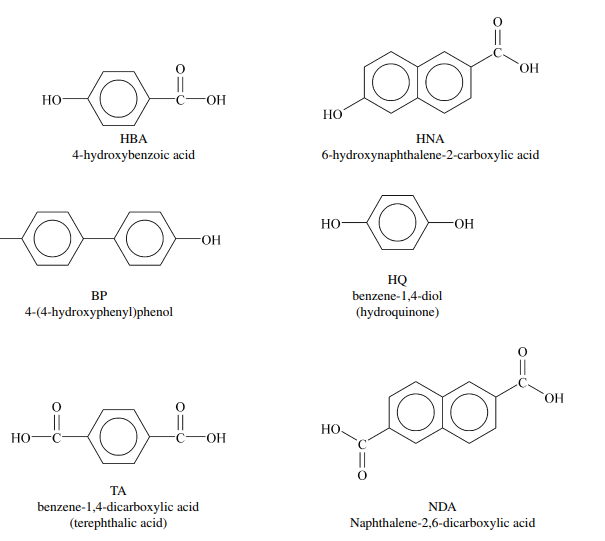 O
C
HO
OH
HBA
4-hydroxybenzoic acid
O
C
OH
HO
HNA
6-hydroxynaphthalene-2-carboxylic acid
OH
BP
4-(4-hydroxyphenyl)phenol
HO
OH
HQ
benzene-1,4-diol
(hydroquinone)
O
O
HO
C
C
OH
TA
benzene-1,4-dicarboxylic acid
(terephthalic acid)
O
C
OH
HO
C
O
NDA
Naphthalene-2,6-dicarboxylic acid